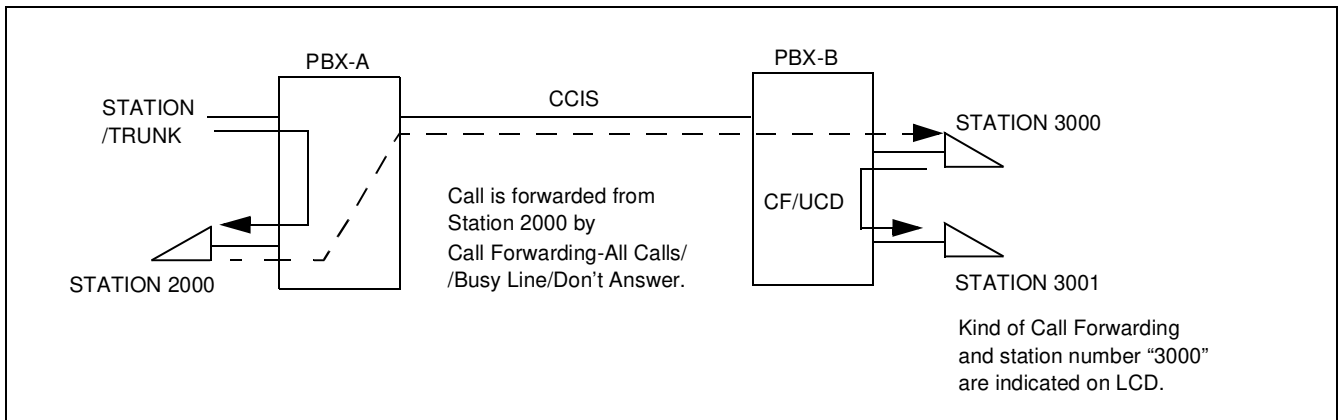 PBX-A
PBX-B
STATION
/TRUNK
CCIS
STATION 3000
Call is forwarded from
Station 2000 by
Call Forwarding-All Calls/
/Busy Line/Don't Answer.
CF/UCD
STATION 2000
STATION 3001
Kind of Call Forwarding
and station number “3000”
are indicated on LCD.